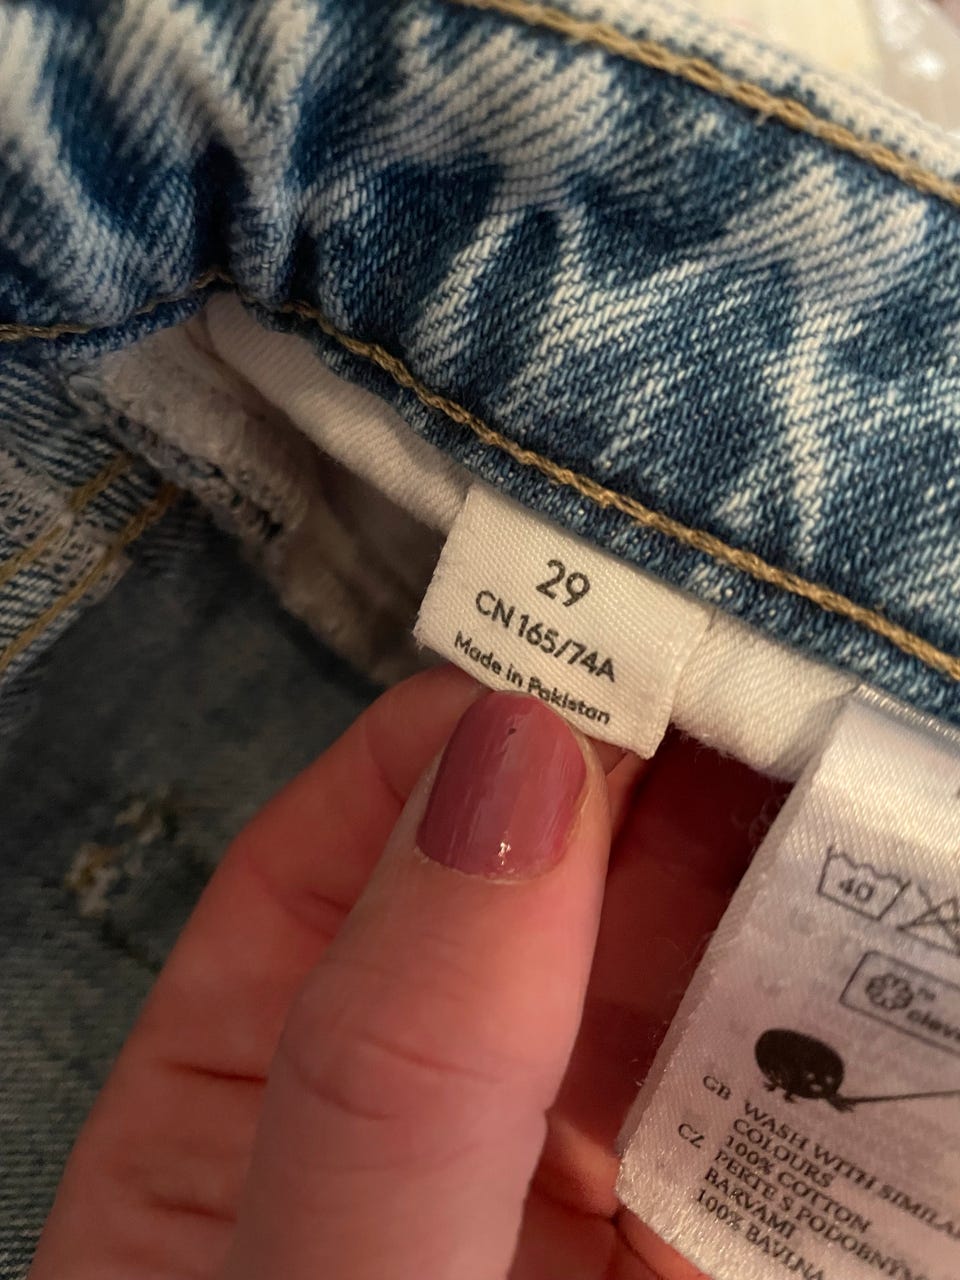 29
CN 165/74A
Made in Pakistan
40
GB WASH WITH SIMILAR
COLOURS
100% COTTON
CZ PERTE S PODOBNÝMI
BARVAMI
100% BAVLNA